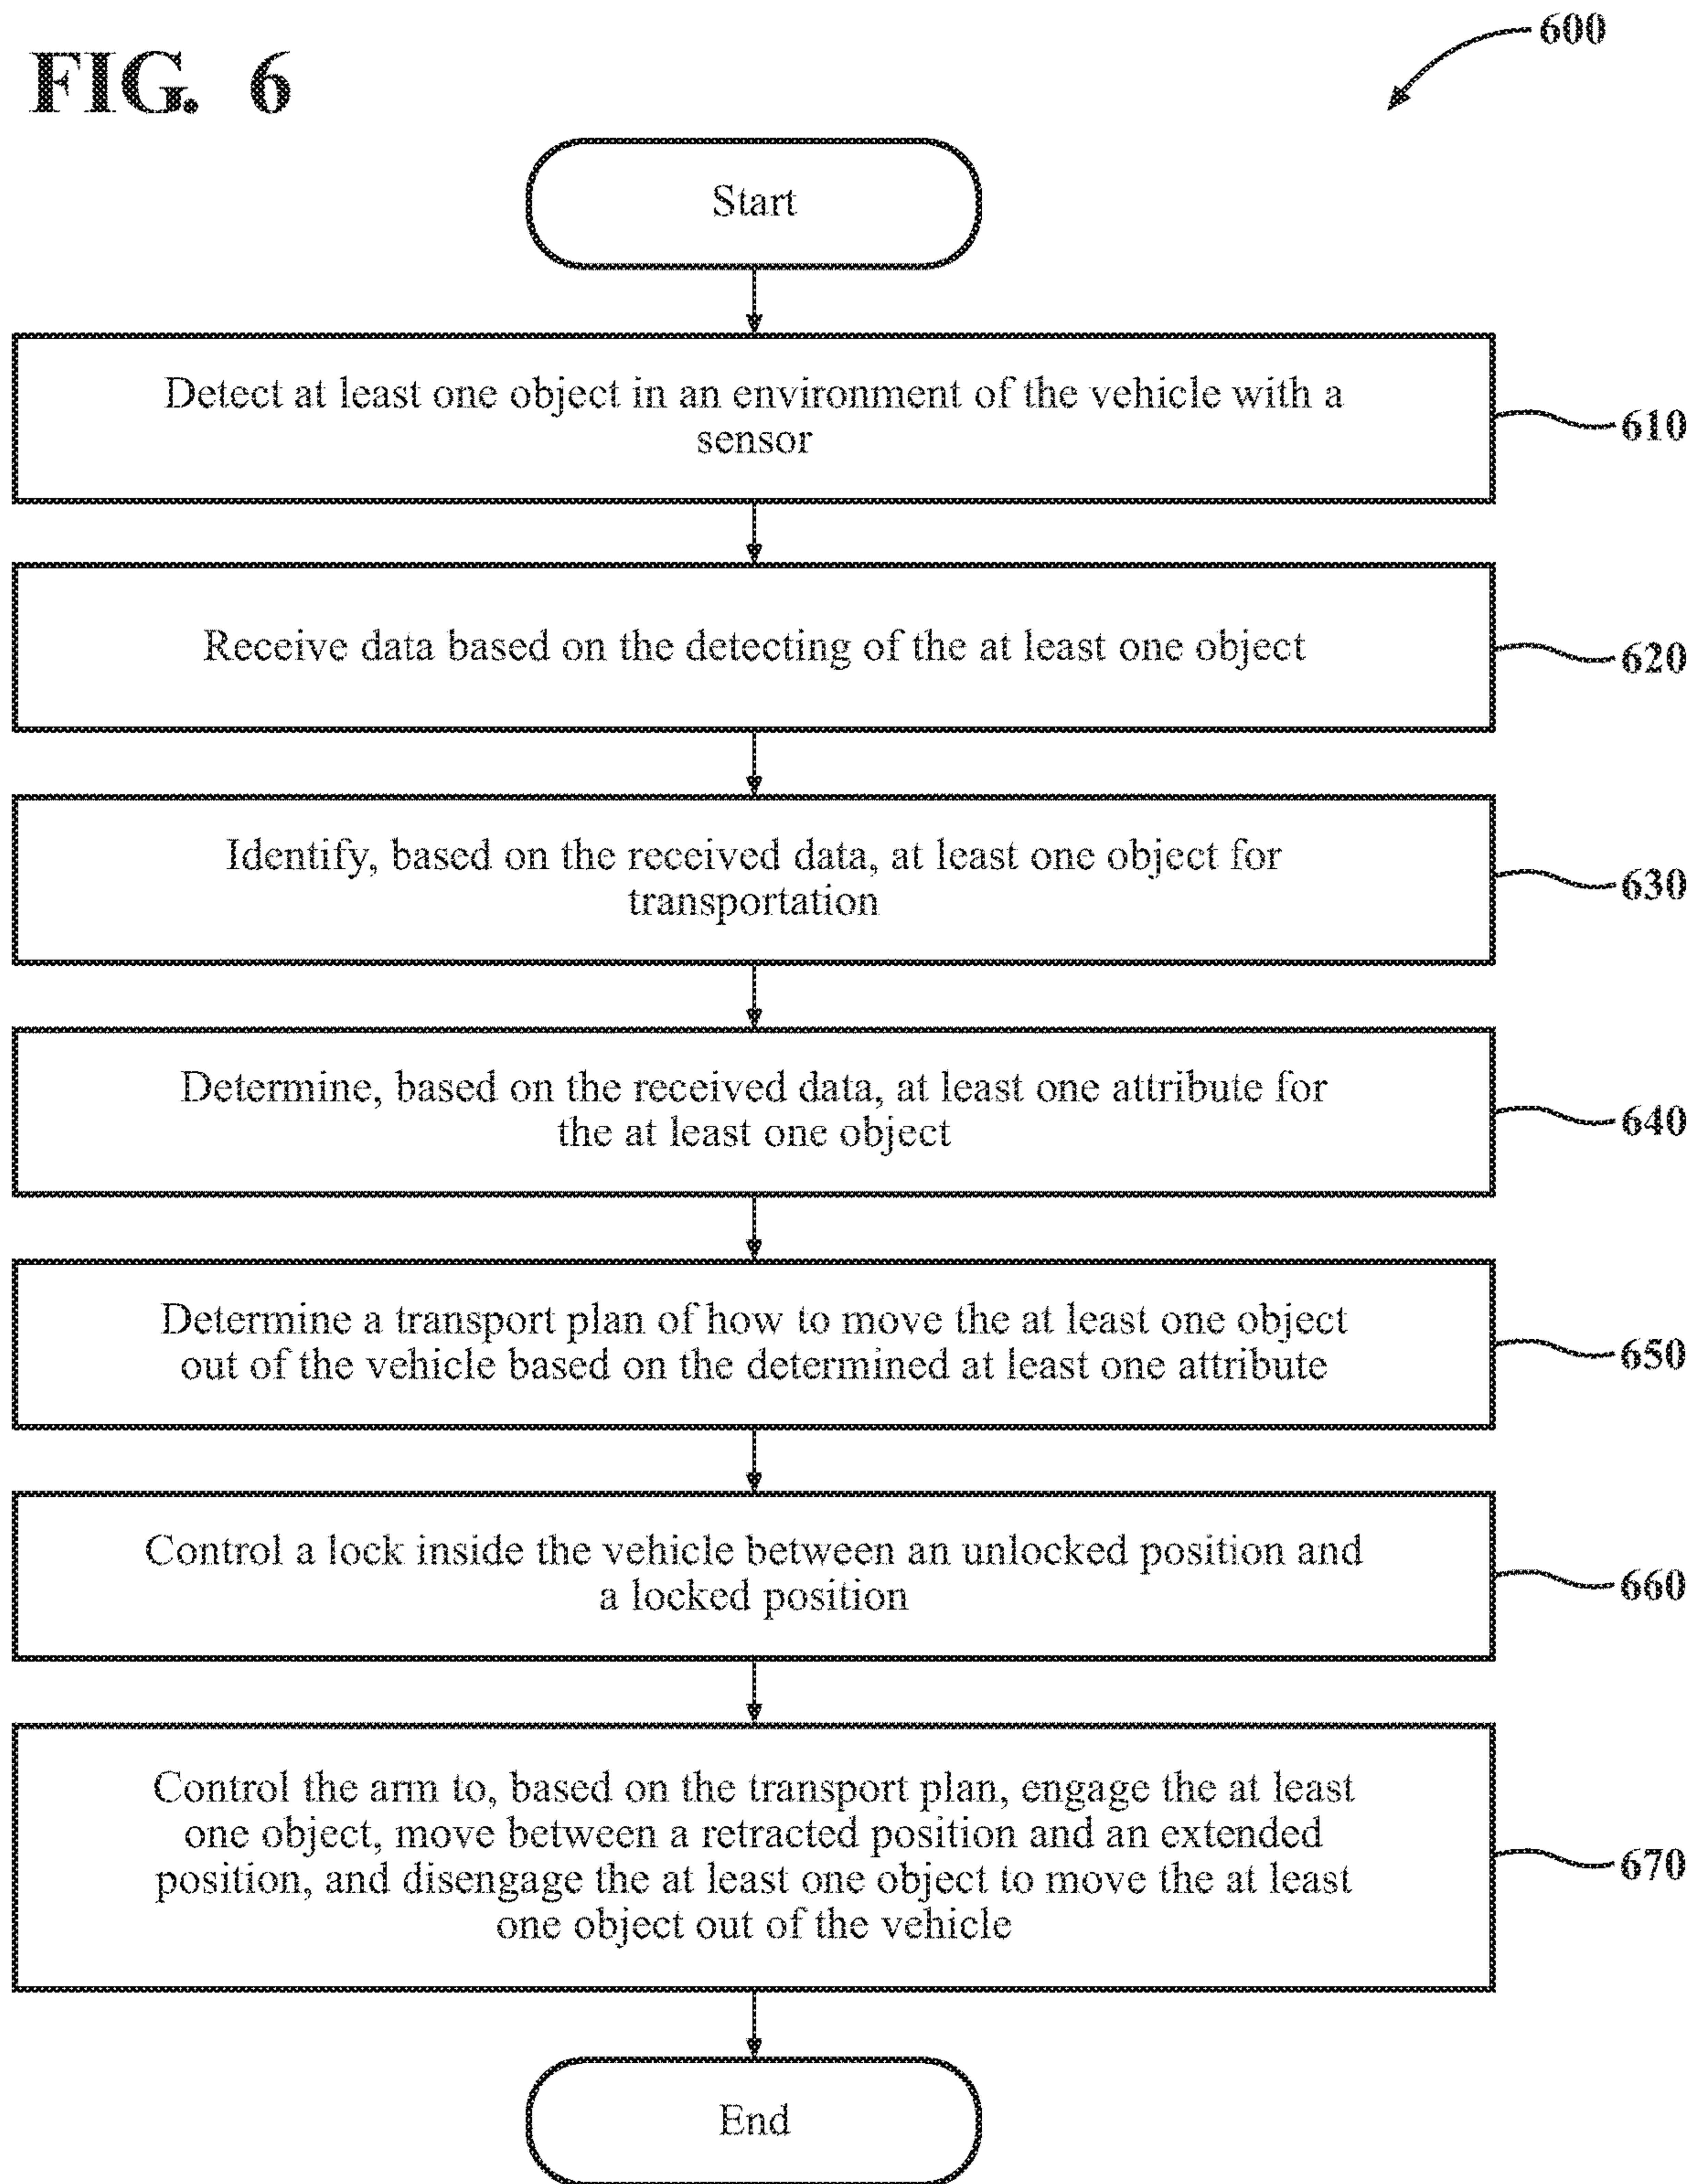 FIG. 6
600
Start
Detect at least one object in an environment of the vehicle with a
sensor
610
Receive data based on the detecting of the at least one object
620
Identify, based on the received data, at least one object for
transportation
630
Determine, based on the received data, at least one attribute for
the at least one object
640
Determine a transport plan of how to move the at least one object
out of the vehicle based on the determined at least one attribute
650
Control a lock inside the vehicle between an unlocked position and
a locked position
660
Control the arm to, based on the transport plan, engage the at least
one object, move between a retracted position and an extended
position, and disengage the at least one object to move the at least
one object out of the vehicle
670
End